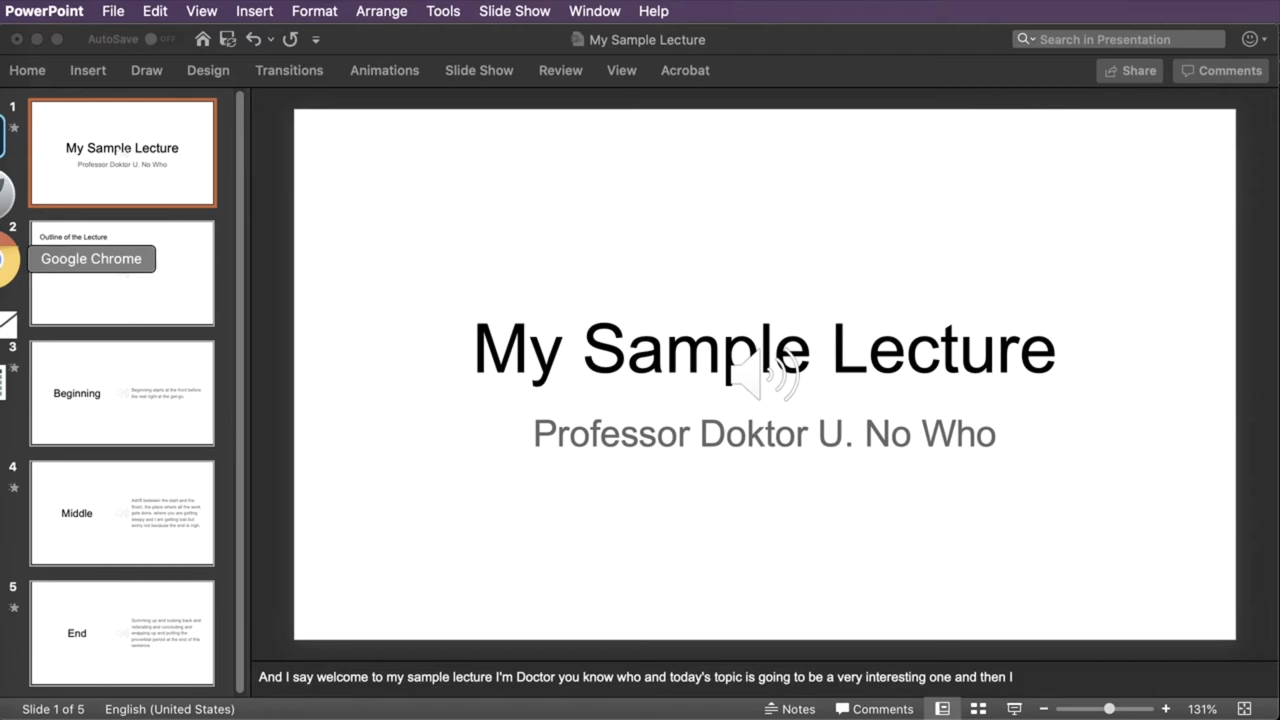 PowerPoint File Edit View Insert Format Arrange Tools Slide Show Window Help
AutoSave OFF My Sample Lecture Search in Presentation
Home Insert Draw Design Transitions Animations Slide Show Review View Acrobat Share Comments
1
My Sample Lecture
Professor Doktor U. No Who
2
Outline of the Lecture
Google Chrome
3
Beginning
Beginning starts at the front before
the rest right at the get-go.
4
Middle
Adrift between the start and the
finish, the place where all the work
gets done, where you are getting
sleepy and I am getting lost but
worry not because the end is nigh.
5
End
Summing up and looking back and
reiterating and concluding and
wrapping up and putting the
proverbial period at the end of this
sentence.
My Sample Lecture
Professor Doktor U. No Who
And I say welcome to my sample lecture I'm Doctor you know who and today's topic is going to be a very interesting one and then I
Slide 1 of 5 English (United States) Notes Comments 131%